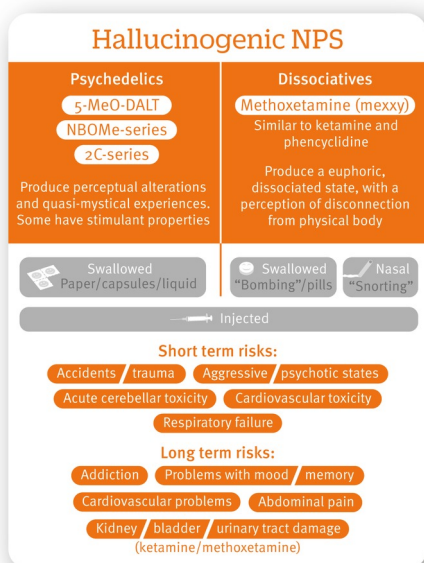 Hallucinogenic NPS
Psychedelics
5-MeO-DALT
NBOMe-series
2C-series
Produce perceptual alterations
and quasi-mystical experiences.
Some have stimulant properties
Dissociatives
Methoxetamine (mexxy)
Similar to ketamine and
phencyclidine
Produce a euphoric,
dissociated state, with a
perception of disconnection
from physical body
Swallowed
Paper/capsules/liquid
Swallowed
“Bombing”/pills
Nasal
“Snorting”
Injected
Short term risks:
Accidents / trauma Aggressive / psychotic states
Acute cerebellar toxicity Cardiovascular toxicity
Respiratory failure
Long term risks:
Addiction Problems with mood / memory
Cardiovascular problems Abdominal pain
Kidney / bladder / urinary tract damage
(ketamine/methoxetamine)